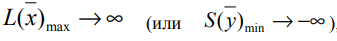 L(x̅)max → ∞ (или S(y̅)min → -∞),